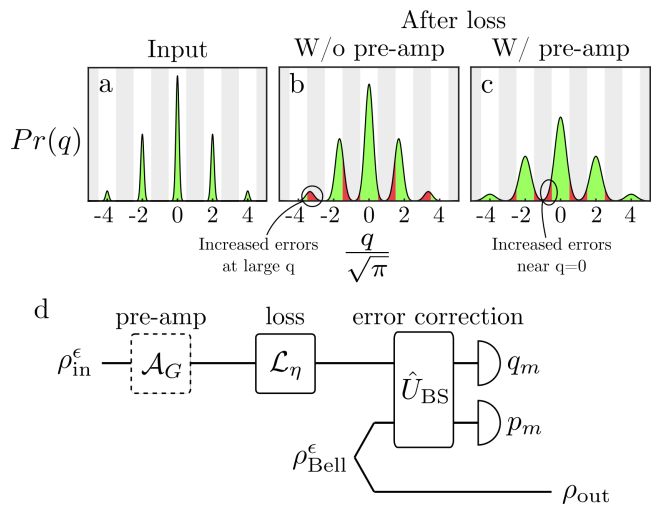 After loss
Input
W/o pre-amp
W/ pre-amp
Pr(q)
a
b
c
-4 -2 0 2 4
-4 -2 0 2 4
-4 -2 0 2 4
Increased errors
at large q
q
√π
Increased errors
near q=0
d
pre-amp
loss
error correction
ρ_in^ϵ
𝒜_G
ℒ_η
Û_BS
q_m
p_m
ρ_Bell^ϵ
ρ_out